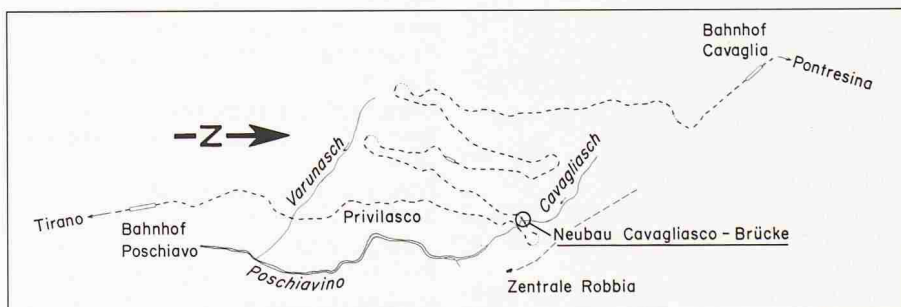 Bahnhof
Cavaglia
Pontresina
N
Varunasch
Cavagliasch
Tirano
Privilasco
Bahnhof
Poschiavo
Neubau Cavagliasco-Brücke
Poschiavino
Zentrale Robbia